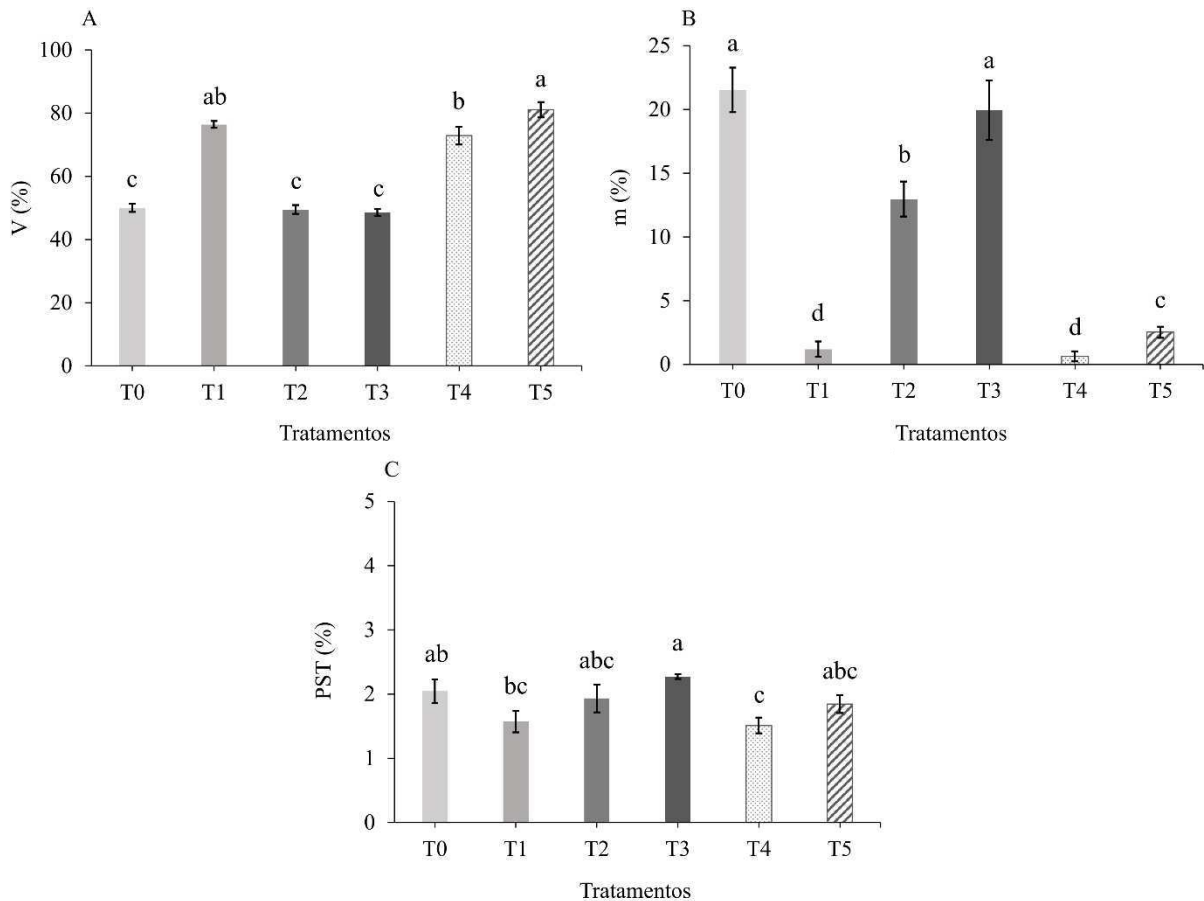 A
V (%)
100
80
60
40
20
0
c
ab
c
c
b
a
T0 T1 T2 T3 T4 T5
Tratamentos
B
m (%)
25
20
15
10
5
0
a
d
b
a
d
c
T0 T1 T2 T3 T4 T5
Tratamentos
C
PST (%)
5
4
3
2
1
0
ab
bc
abc
a
c
abc
T0 T1 T2 T3 T4 T5
Tratamentos